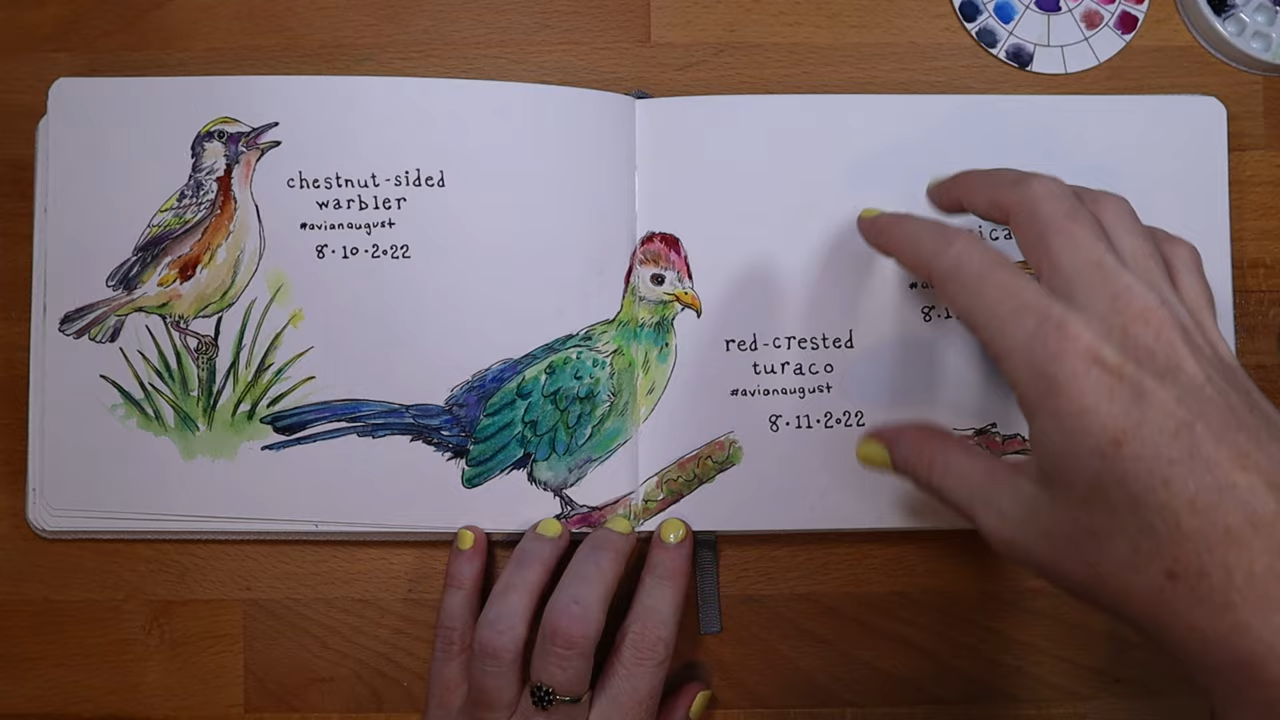 chestnut-sided
warbler
#avianaugust
8·10·2022
red-crested
turaco
#avianaugust
8·11·2022